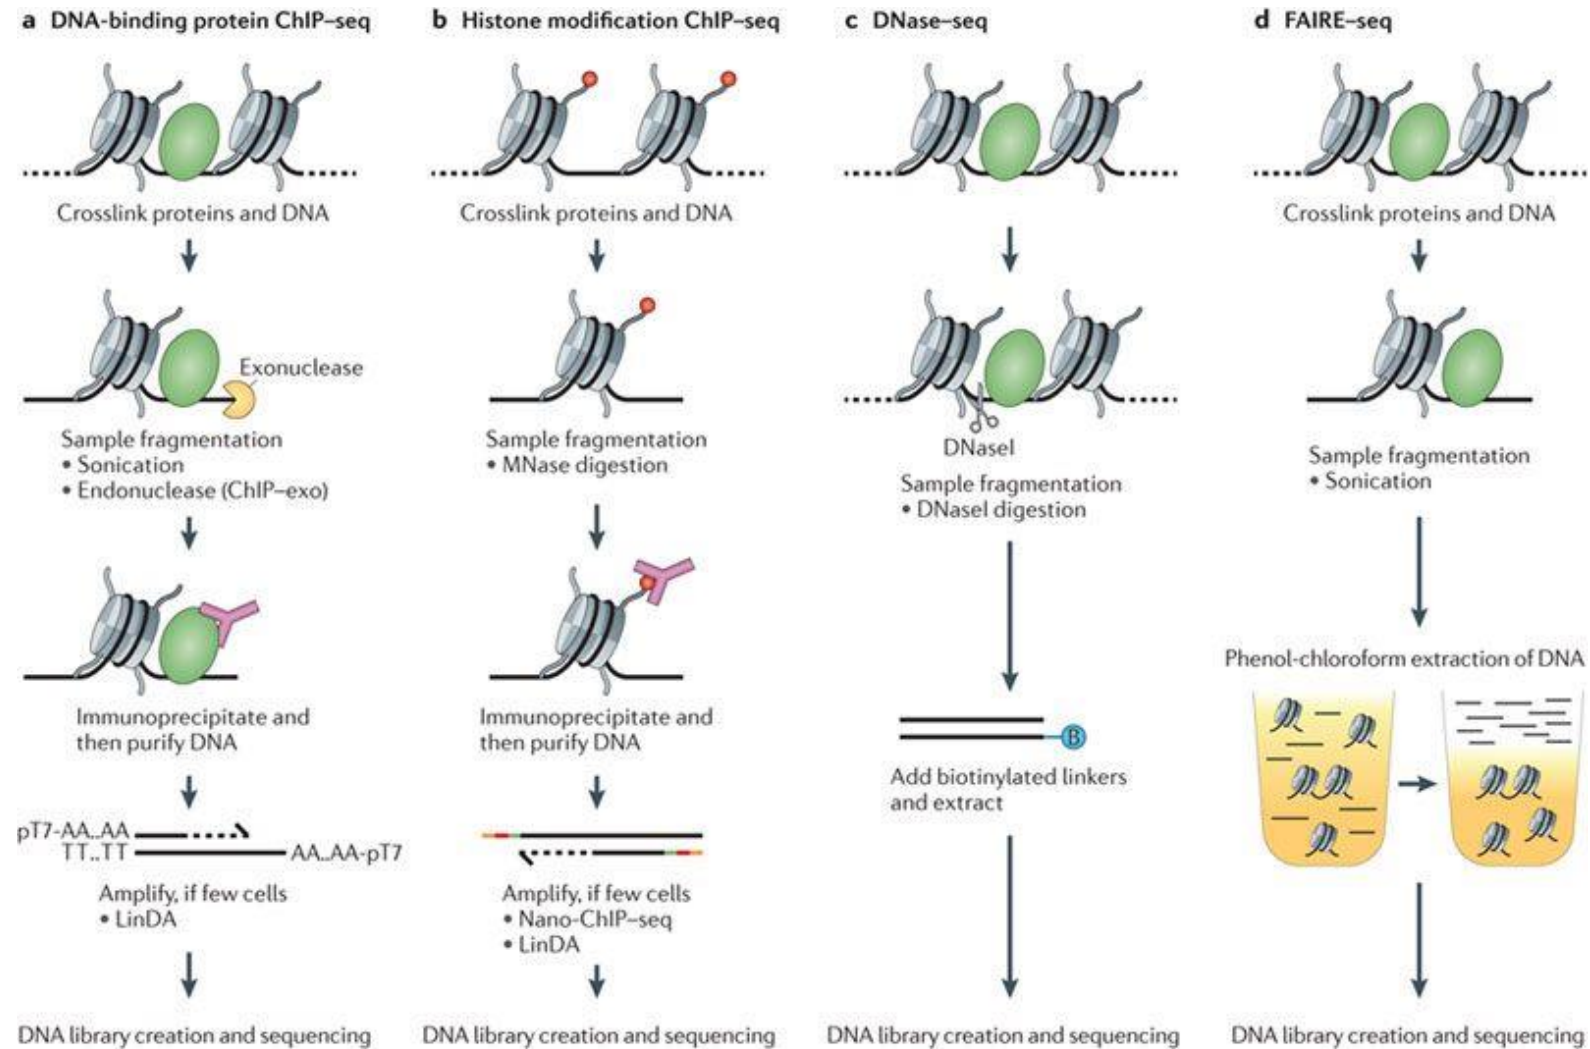 a DNA-binding protein ChIP–seq
Crosslink proteins and DNA
Exonuclease
Sample fragmentation
• Sonication
• Endonuclease (ChIP–exo)
Immunoprecipitate and
then purify DNA
pT7-AA..AA
TT..TT
AA..AA-pT7
Amplify, if few cells
• LinDA
DNA library creation and sequencing
b Histone modification ChIP–seq
Crosslink proteins and DNA
Sample fragmentation
• MNase digestion
Immunoprecipitate and
then purify DNA
Amplify, if few cells
• Nano-ChIP–seq
• LinDA
DNA library creation and sequencing
c DNase–seq
DNaseI
Sample fragmentation
• DNaseI digestion
B
Add biotinylated linkers
and extract
DNA library creation and sequencing
d FAIRE–seq
Crosslink proteins and DNA
Sample fragmentation
• Sonication
Phenol-chloroform extraction of DNA
DNA library creation and sequencing